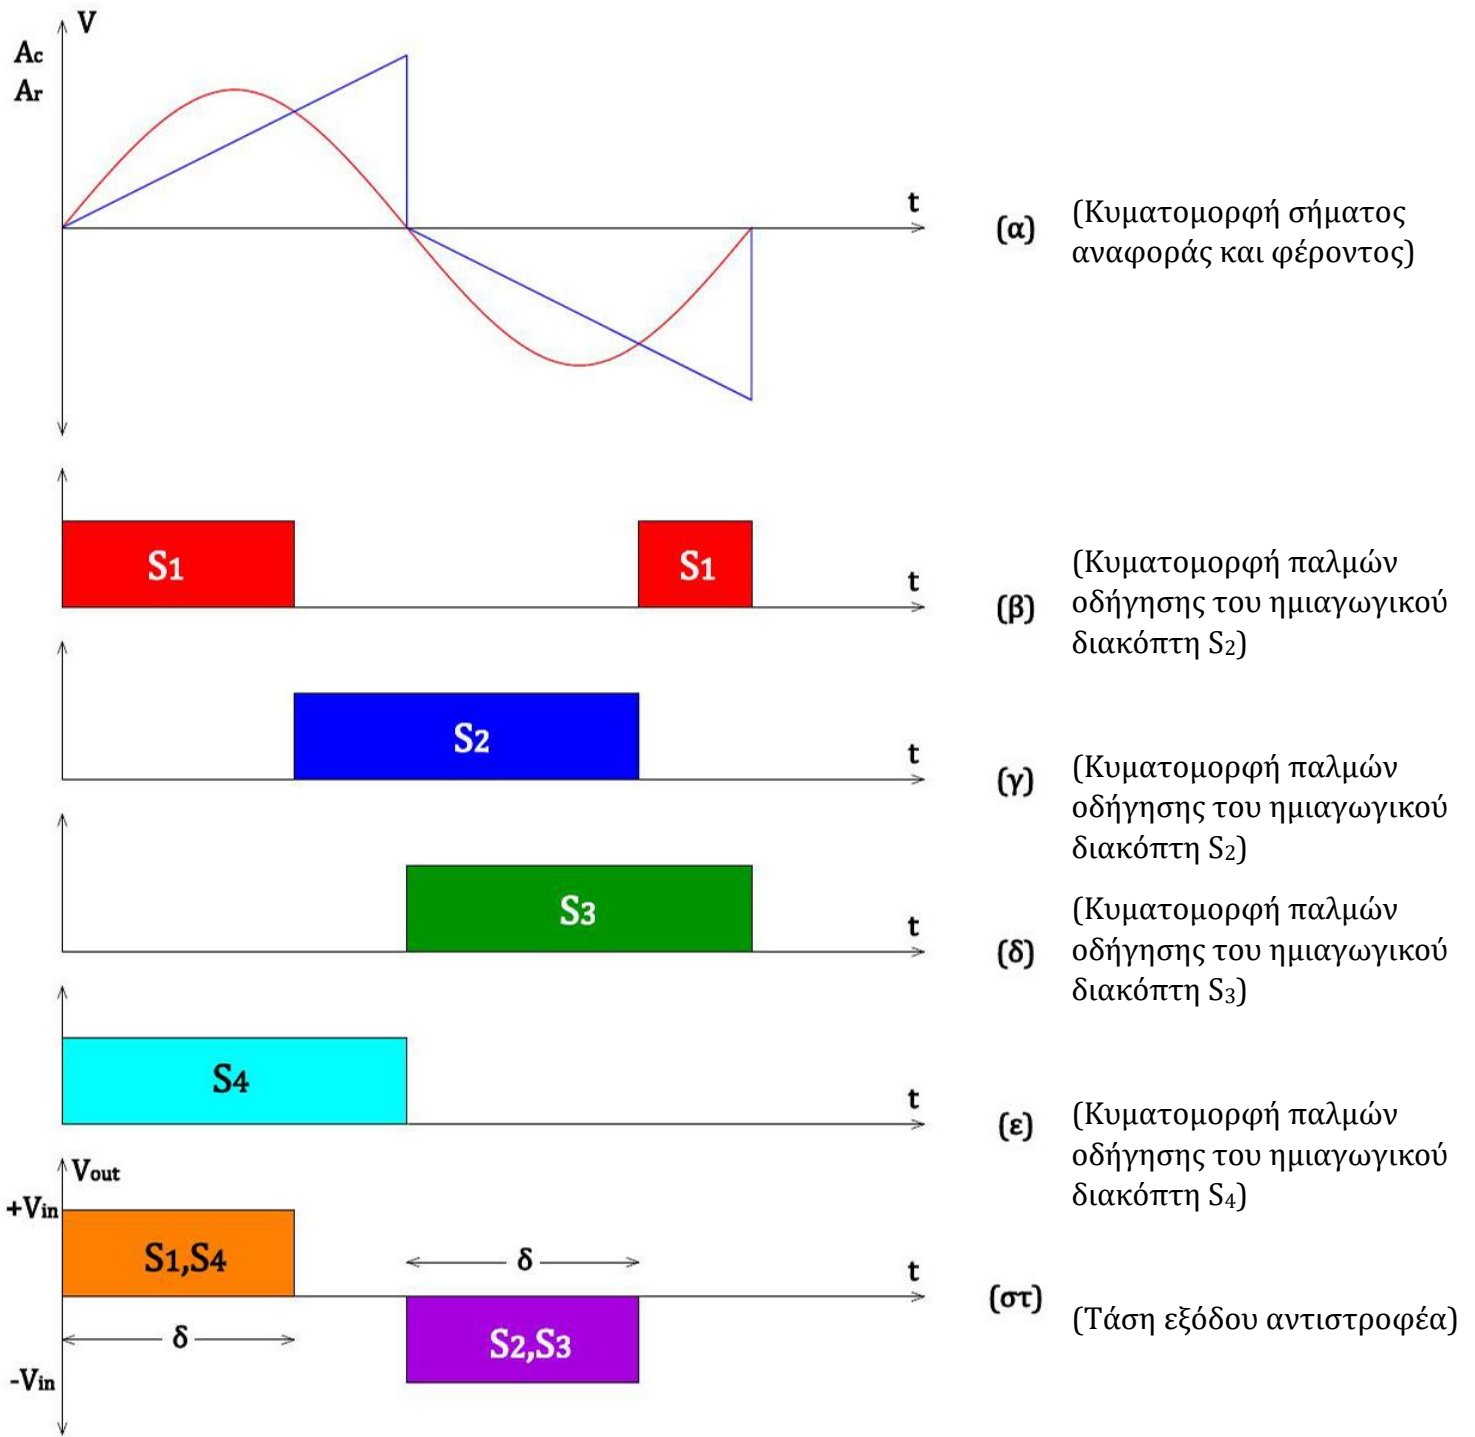 V
Ac
Ar
t
(α)
(Κυματομορφή σήματος
αναφοράς και φέροντος)
S1
S1
t
(β)
(Κυματομορφή παλμών
οδήγησης του ημιαγωγικού
διακόπτη S2)
S2
t
(γ)
(Κυματομορφή παλμών
οδήγησης του ημιαγωγικού
διακόπτη S2)
S3
t
(δ)
(Κυματομορφή παλμών
οδήγησης του ημιαγωγικού
διακόπτη S3)
S4
t
(ε)
(Κυματομορφή παλμών
οδήγησης του ημιαγωγικού
διακόπτη S4)
Vout
+Vin
S1,S4
δ
t
(στ)
(Τάση εξόδου αντιστροφέα)
δ
S2,S3
-Vin